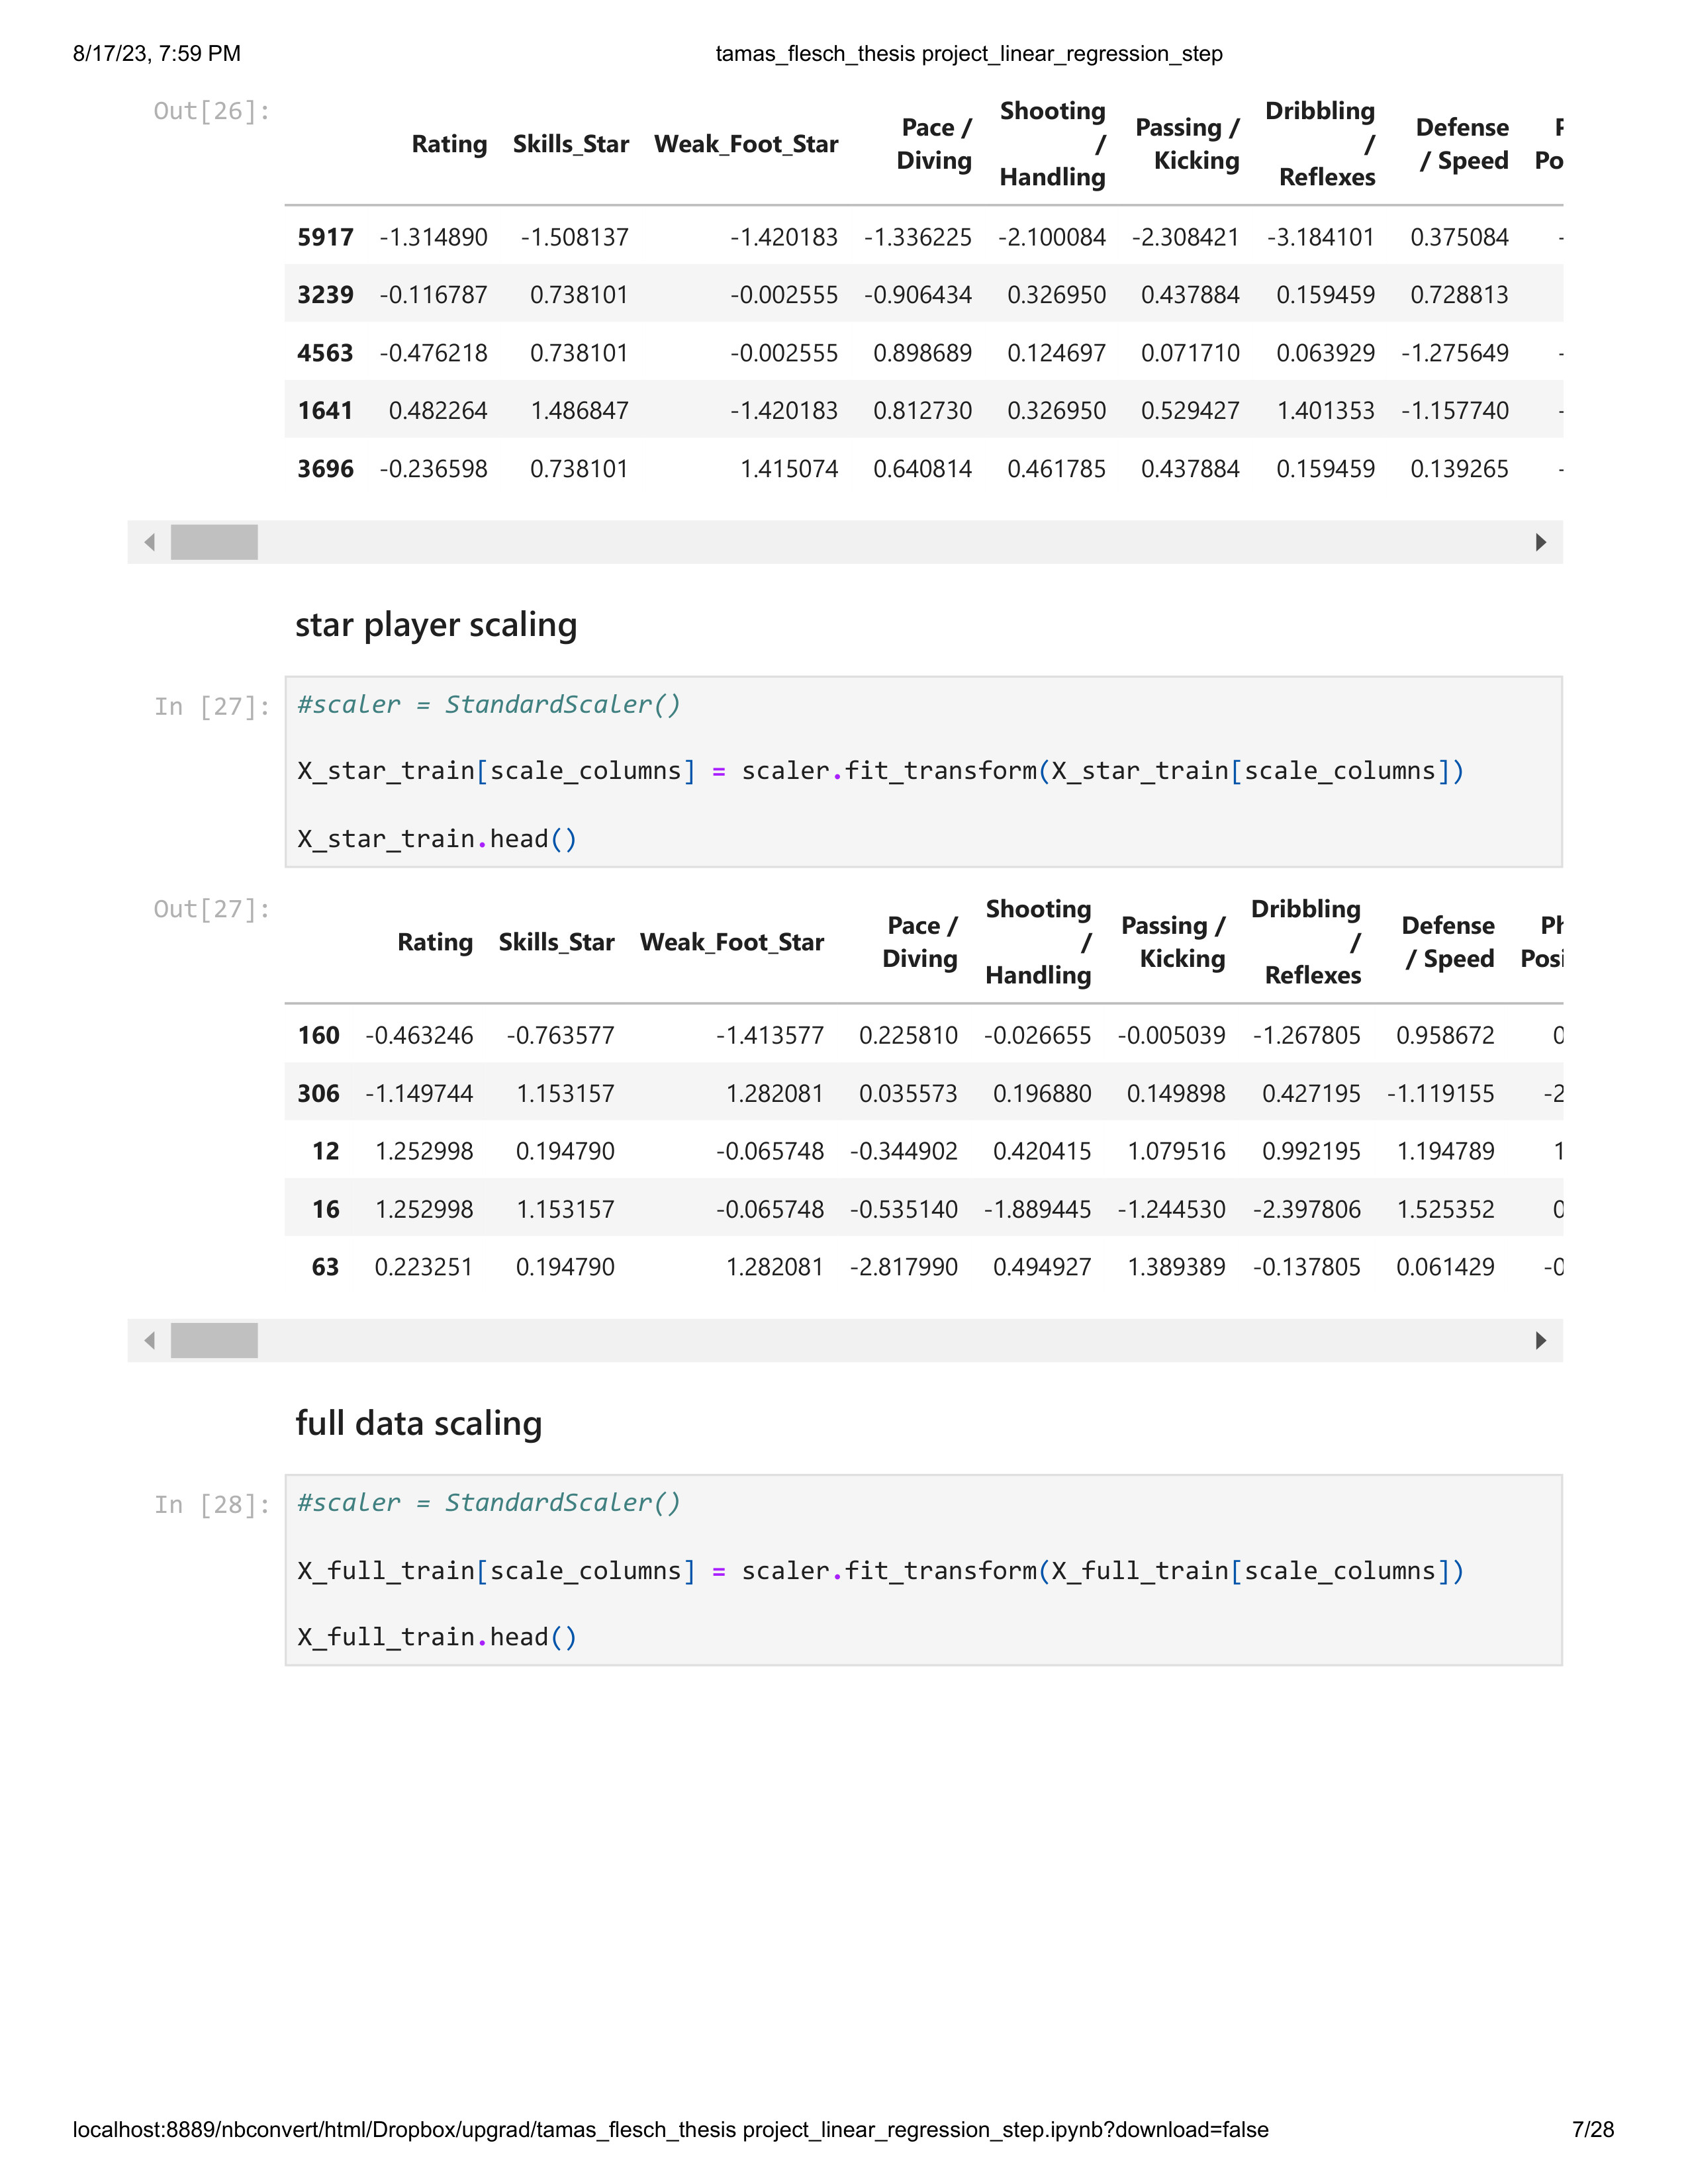 8/17/23, 7:59 PM tamas_flesch_thesis project_linear_regression_step
Out[26]:
Rating Skills_Star Weak_Foot_Star Pace / Diving Shooting / Handling Passing / Kicking Dribbling / Reflexes Defense / Speed
5917 -1.314890 -1.508137 -1.420183 -1.336225 -2.100084 -2.308421 -3.184101 0.375084 -
3239 -0.116787 0.738101 -0.002555 -0.906434 0.326950 0.437884 0.159459 0.728813
4563 -0.476218 0.738101 -0.002555 0.898689 0.124697 0.071710 0.063929 -1.275649 -
1641 0.482264 1.486847 -1.420183 0.812730 0.326950 0.529427 1.401353 -1.157740 -
3696 -0.236598 0.738101 1.415074 0.640814 0.461785 0.437884 0.159459 0.139265 -
star player scaling
In [27]: #scaler = StandardScaler()
X_star_train[scale_columns] = scaler.fit_transform(X_star_train[scale_columns])
X_star_train.head()
Out[27]:
Rating Skills_Star Weak_Foot_Star Pace / Diving Shooting / Handling Passing / Kicking Dribbling / Reflexes Defense / Speed
160 -0.463246 -0.763577 -1.413577 0.225810 -0.026655 -0.005039 -1.267805 0.958672 0
306 -1.149744 1.153157 1.282081 0.035573 0.196880 0.149898 0.427195 -1.119155 -2
12 1.252998 0.194790 -0.065748 -0.344902 0.420415 1.079516 0.992195 1.194789 1
16 1.252998 1.153157 -0.065748 -0.535140 -1.889445 -1.244530 -2.397806 1.525352 0
63 0.223251 0.194790 1.282081 -2.817990 0.494927 1.389389 -0.137805 0.061429 -0
full data scaling
In [28]: #scaler = StandardScaler()
X_full_train[scale_columns] = scaler.fit_transform(X_full_train[scale_columns])
X_full_train.head()
localhost:8889/nbconvert/html/Dropbox/upgrad/tamas_flesch_thesis project_linear_regression_step.ipynb?download=false 7/28